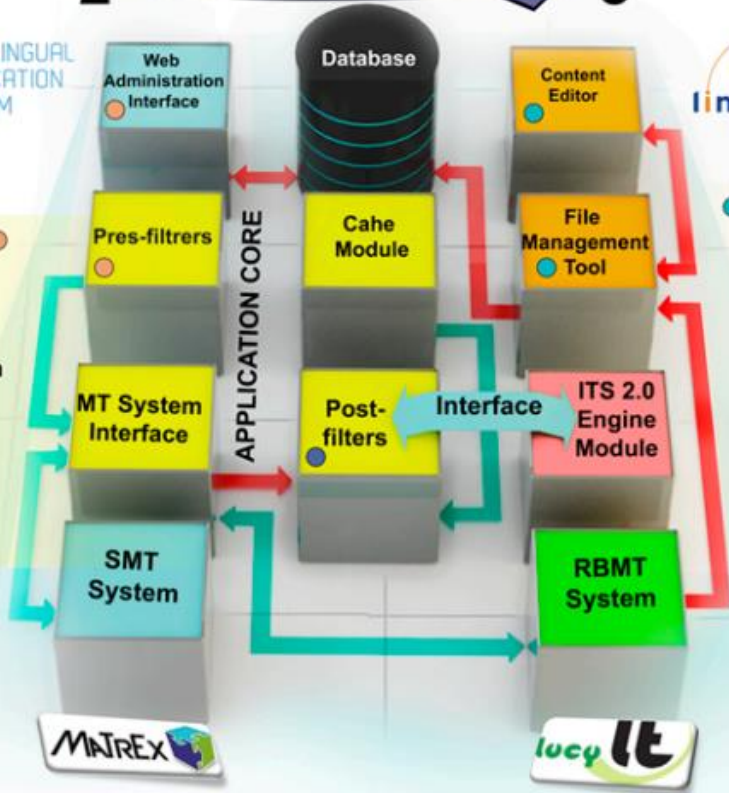 INGUAL
CATION
M
Web
Administration
Interface
Database
Content
Editor
lin
Pres-filtrers
Cahe
Module
File
Management
Tool
APPLICATION CORE
MT System
Interface
Post-
filters
Interface
ITS 2.0
Engine
Module
SMT
System
RBMT
System
MATREX
lucy lt